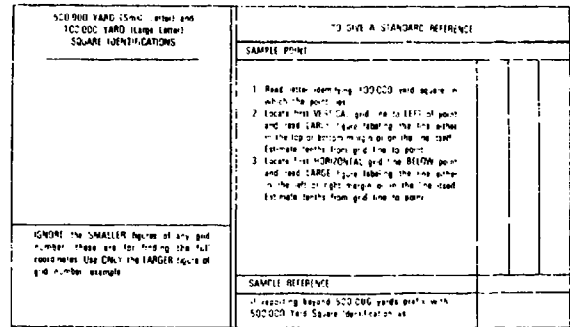 500,000 YARD (Small Letter) and
100,000 YARD (Large Letter)
SQUARE IDENTIFICATIONS
IGNORE the SMALLER figures of any grid
number; these are for finding the full
coordinates. Use ONLY the LARGER figure of
grid number, example
TO GIVE A STANDARD REFERENCE
SAMPLE POINT
1 Read letter identifying 100,000 yard square in
which the point lies
2 Locate first VERTICAL grid line to LEFT of point
and read LARGE figure labeling the line either
in the top or bottom margin or on the line itself
Estimate tenths from grid line to point
3 Locate first HORIZONTAL grid line BELOW point
and read LARGE figure labeling the line either
in the left or right margin or in the line itself
Estimate tenths from grid line to point
SAMPLE REFERENCE
If reporting beyond 500,000 yards prefix with
500,000 Yard Square Identification as